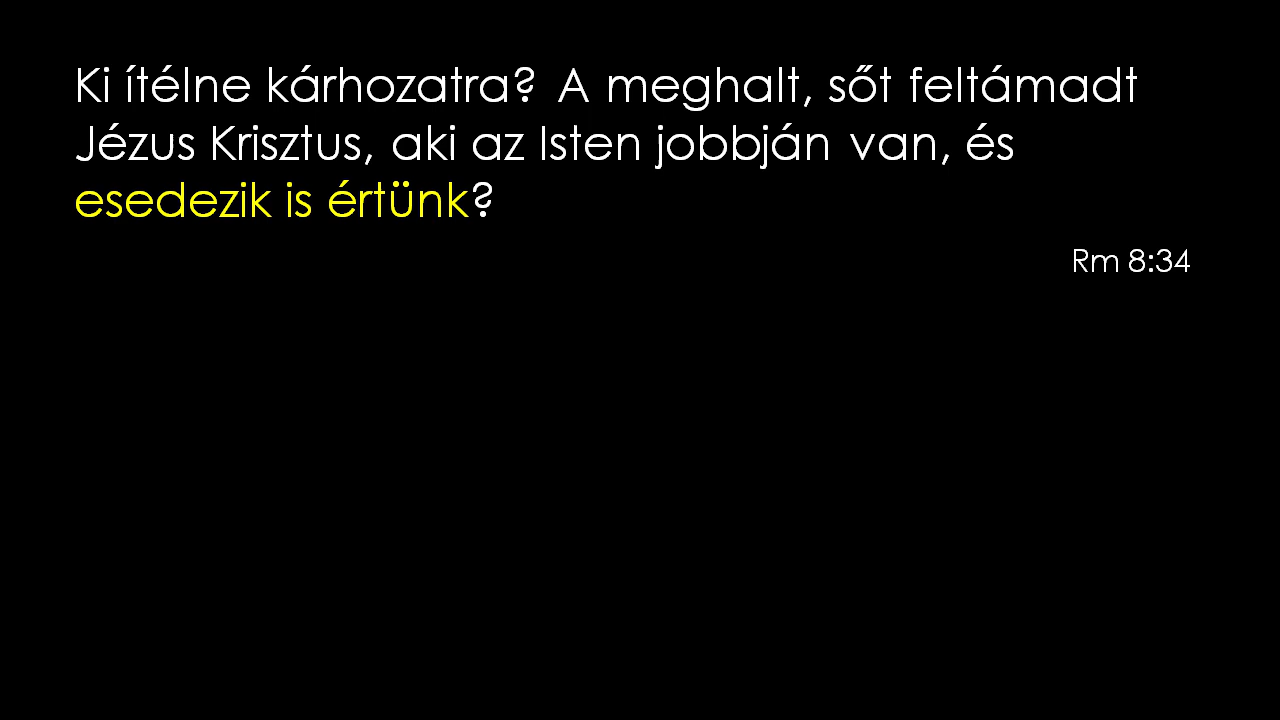 Ki ítélne kárhozatra? A meghalt, sőt feltámadt
Jézus Krisztus, aki az Isten jobbján van, és
esedezik is értünk?
Rm 8:34